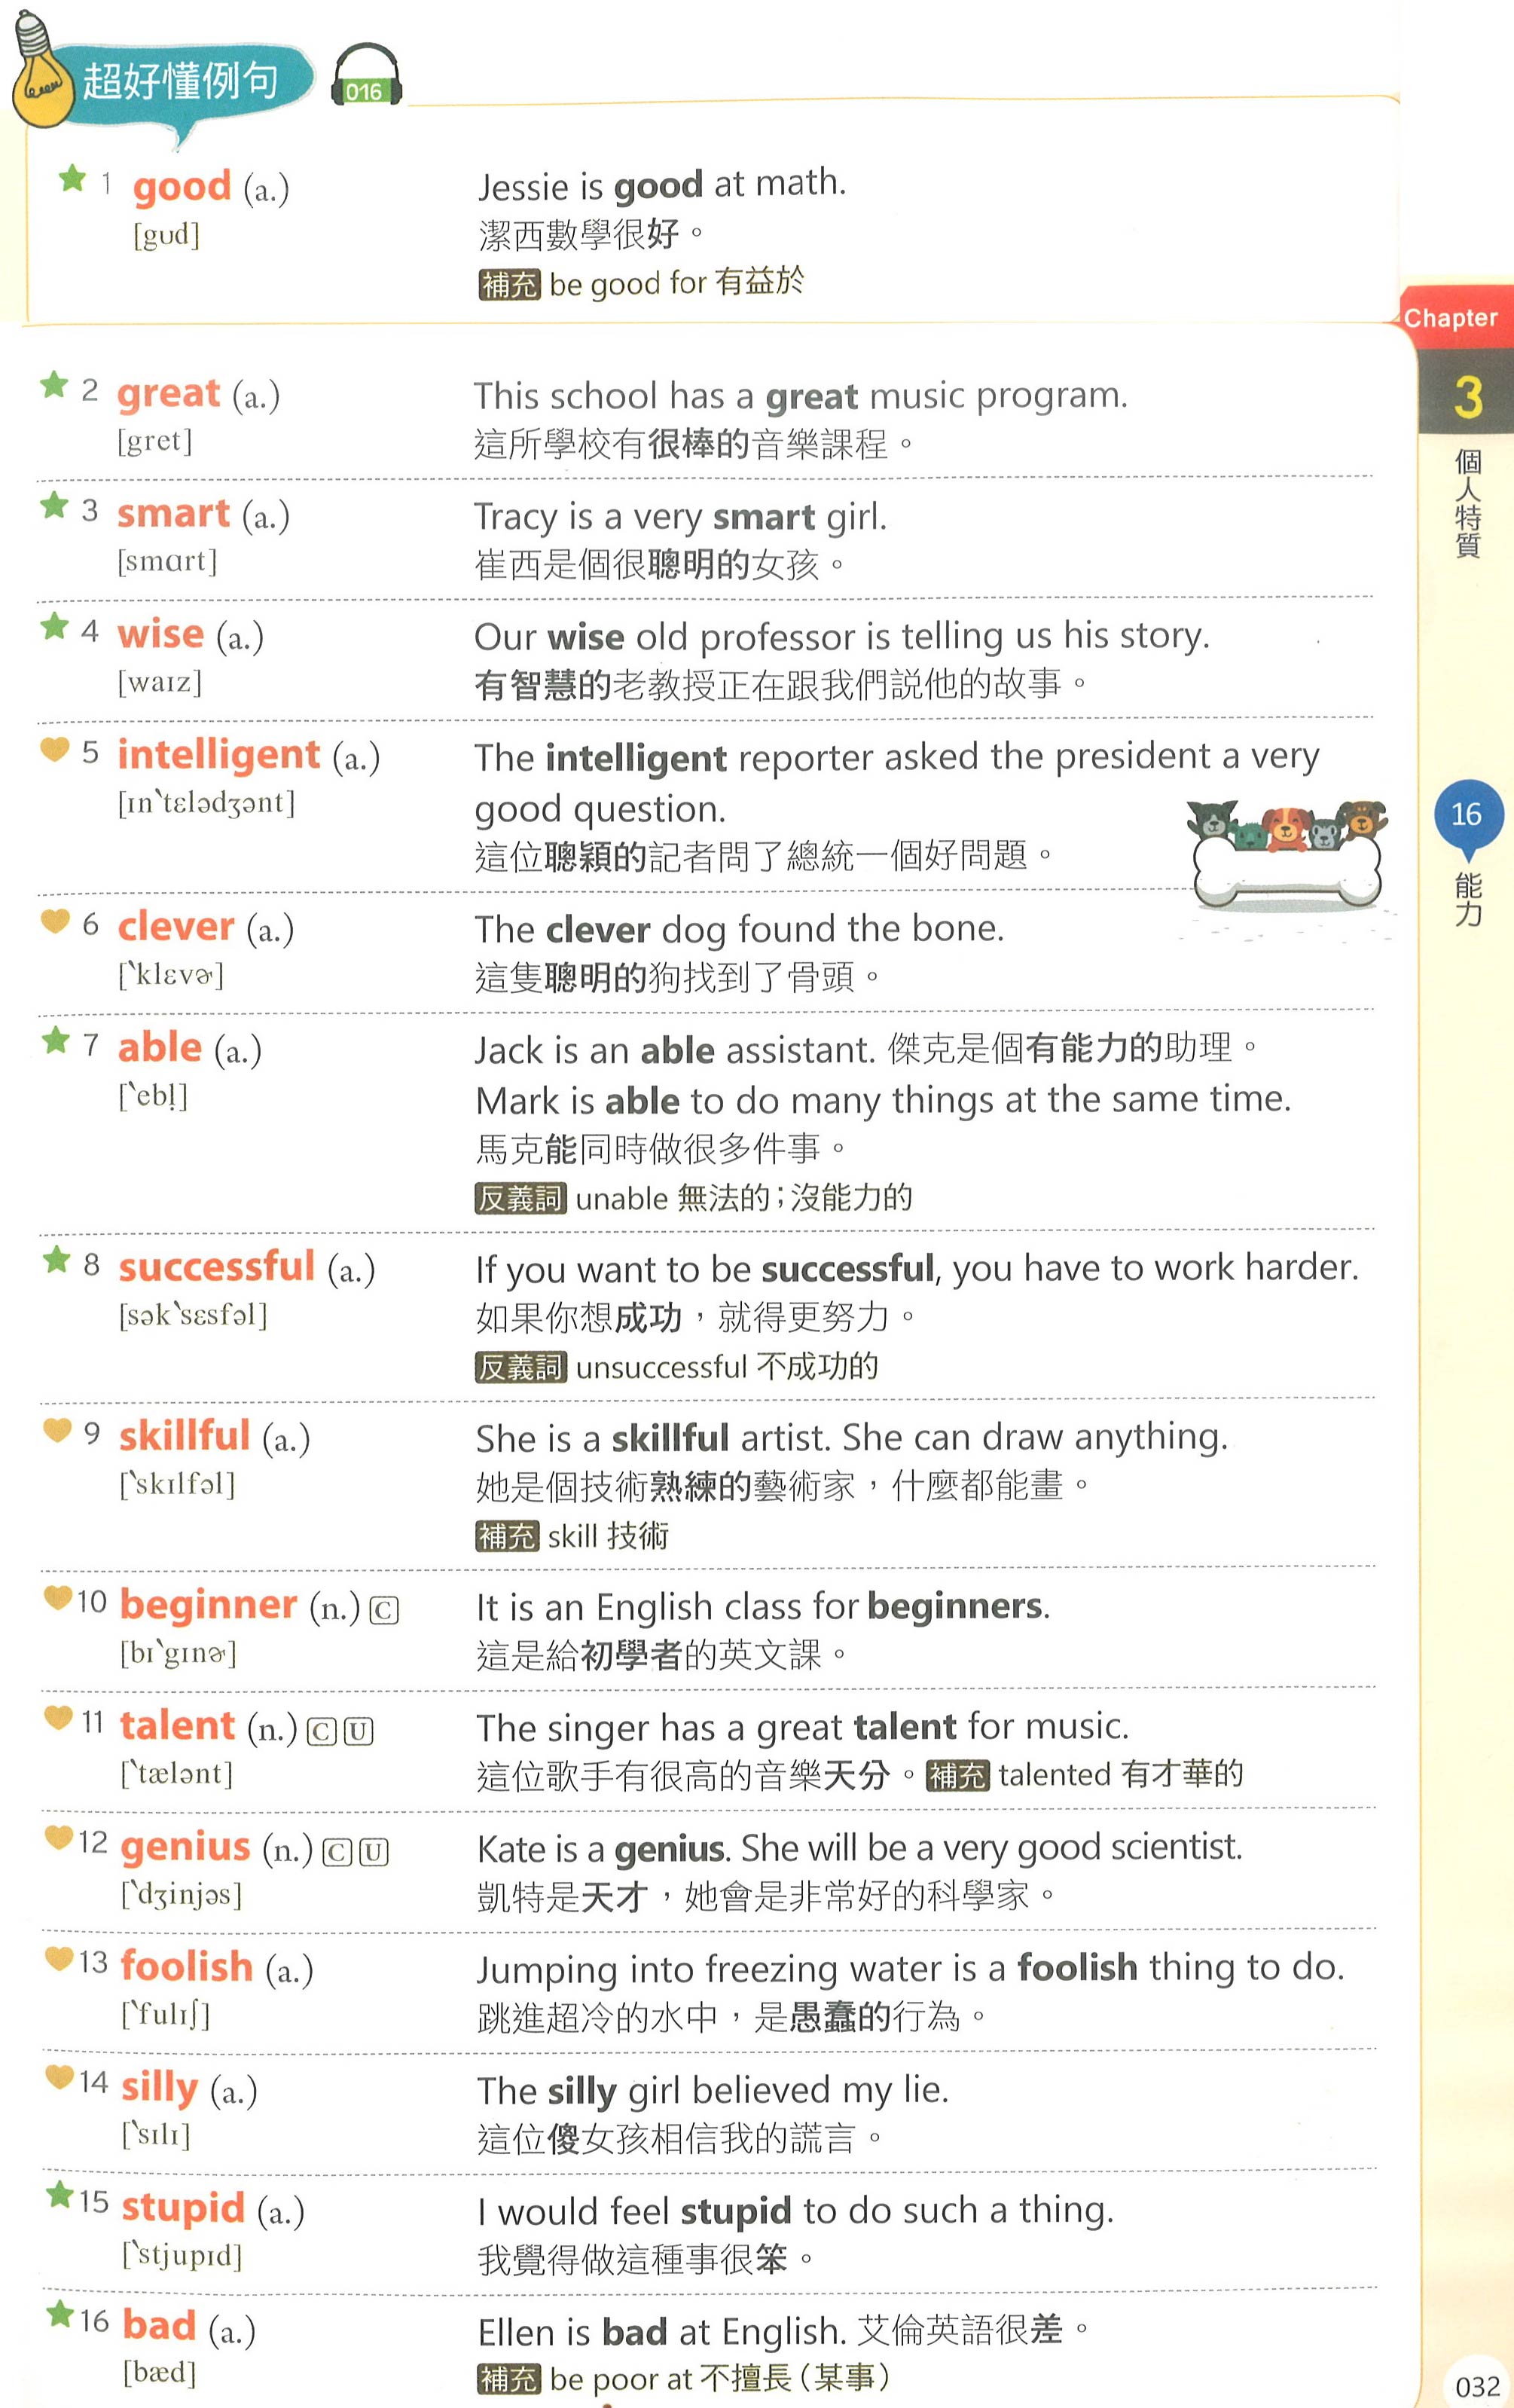 超好懂例句 016
★ 1 good (a.) Jessie is good at math.
[gʊd] 潔西數學很好。
補充 be good for 有益於
Chapter
3
個人特質
16
能力
★ 2 great (a.) This school has a great music program.
[gret] 這所學校有很棒的音樂課程。
★ 3 smart (a.) Tracy is a very smart girl.
[smɑrt] 崔西是個很聰明的女孩。
★ 4 wise (a.) Our wise old professor is telling us his story.
[waɪz] 有智慧的老教授正在跟我們説他的故事。
5 intelligent (a.) The intelligent reporter asked the president a very
[ɪnˋtɛlədʒənt] good question.
這位聰穎的記者問了總統一個好問題。
6 clever (a.) The clever dog found the bone.
[ˋklɛvɚ] 這隻聰明的狗找到了骨頭。
★ 7 able (a.) Jack is an able assistant. 傑克是個有能力的助理。
[ˋebl̩] Mark is able to do many things at the same time.
馬克能同時做很多件事。
反義詞 unable 無法的；沒能力的
★ 8 successful (a.) If you want to be successful, you have to work harder.
[səkˋsɛsfəl] 如果你想成功，就得更努力。
反義詞 unsuccessful 不成功的
9 skillful (a.) She is a skillful artist. She can draw anything.
[ˋskɪlfəl] 她是個技術熟練的藝術家，什麼都能畫。
補充 skill 技術
10 beginner (n.) C It is an English class for beginners.
[bɪˋgɪnɚ] 這是給初學者的英文課。
11 talent (n.) C U The singer has a great talent for music.
[ˋtælənt] 這位歌手有很高的音樂天分。 補充 talented 有才華的
12 genius (n.) C U Kate is a genius. She will be a very good scientist.
[ˋdʒinjəs] 凱特是天才，她會是非常好的科學家。
13 foolish (a.) Jumping into freezing water is a foolish thing to do.
[ˋfulɪʃ] 跳進超冷的水中，是愚蠢的行為。
14 silly (a.) The silly girl believed my lie.
[ˋsɪlɪ] 這位傻女孩相信我的謊言。
★ 15 stupid (a.) I would feel stupid to do such a thing.
[ˋstjupɪd] 我覺得做這種事很笨。
★ 16 bad (a.) Ellen is bad at English. 艾倫英語很差。
[bæd] 補充 be poor at 不擅長（某事）
032